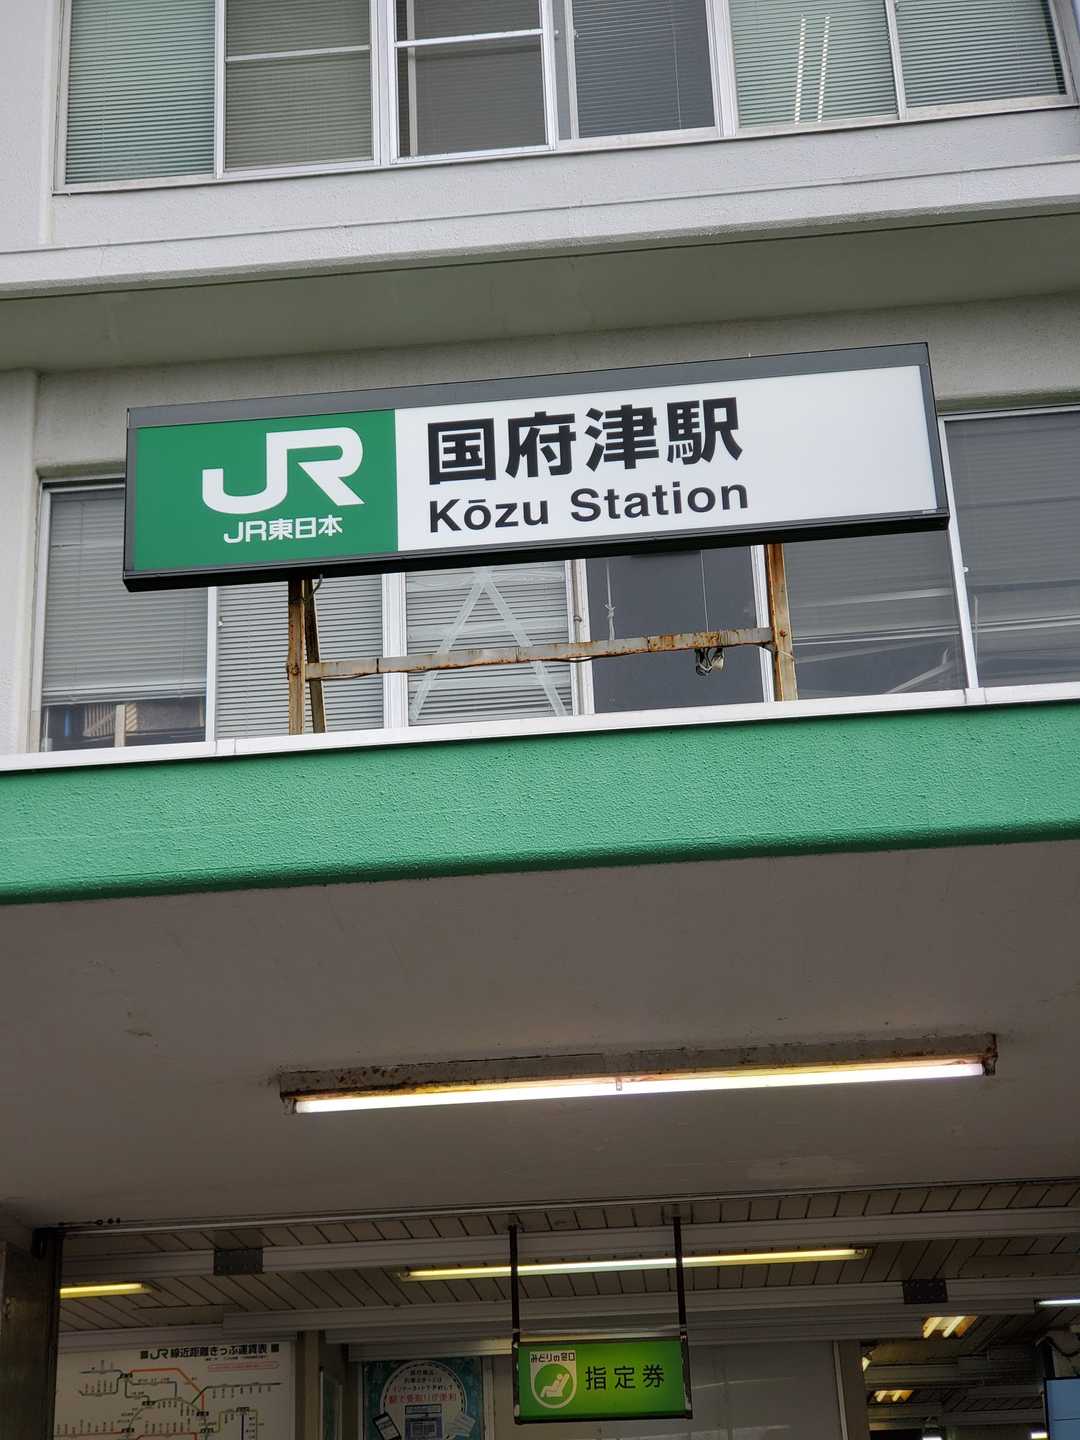 JR
JR東日本
国府津駅
Kōzu Station
JR線近距離きっぷ運賃表
みどりの窓口
指定券